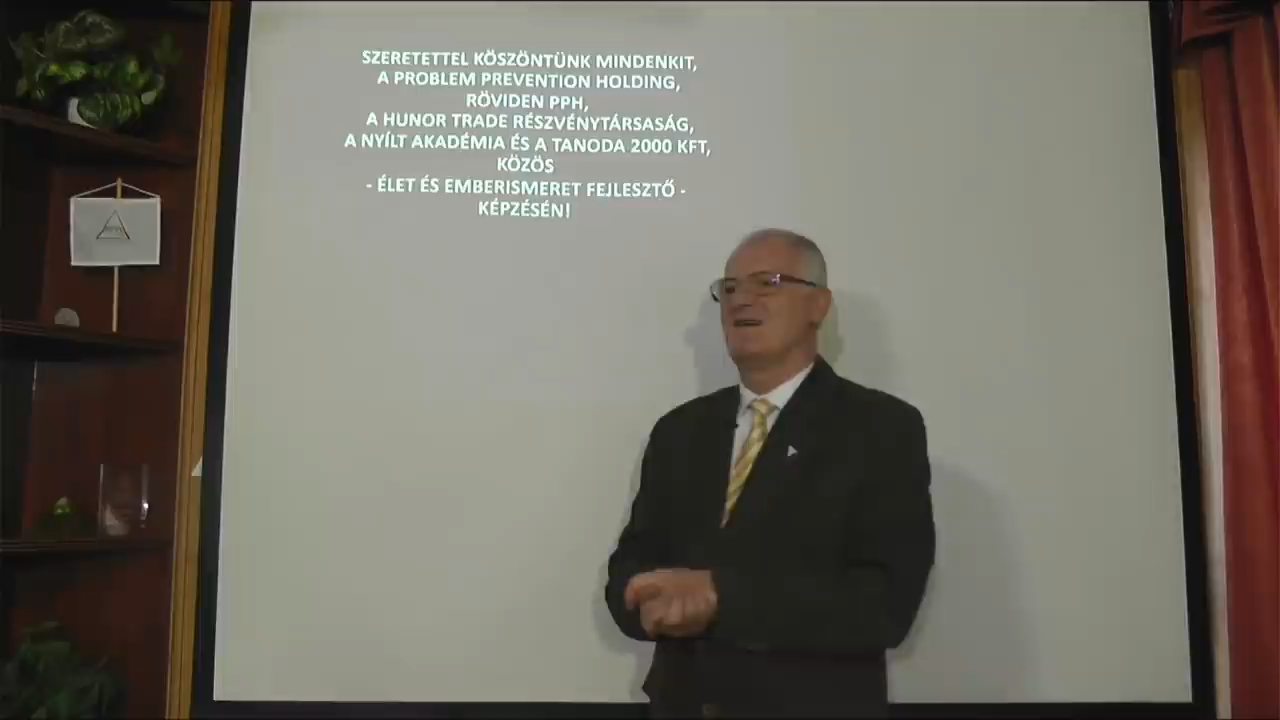 SZERETETTEL KÖSZÖNTÜNK MINDENKIT,
A PROBLEM PREVENTION HOLDING,
RÖVIDEN PPH,
A HUNOR TRADE RÉSZVÉNYTÁRSASÁG,
A NYÍLT AKADÉMIA ÉS A TANODA 2000 KFT,
KÖZÖS
- ÉLET ÉS EMBERISMERET FEJLESZTŐ -
KÉPZÉSÉN!